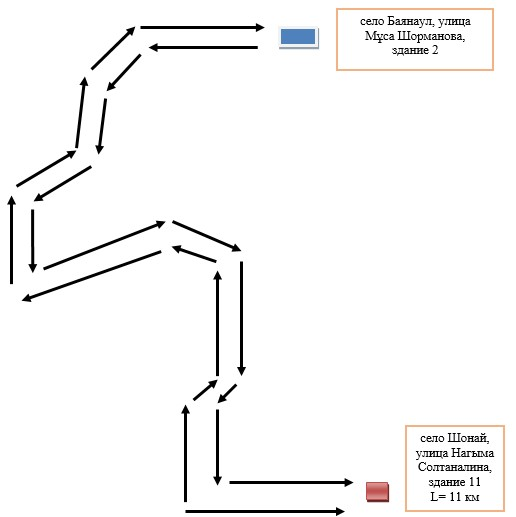 село Баянаул, улица
Мұса Шорманова,
здание 2
село Шонай,
улица Нагыма
Солтаналина,
здание 11
L= 11 км